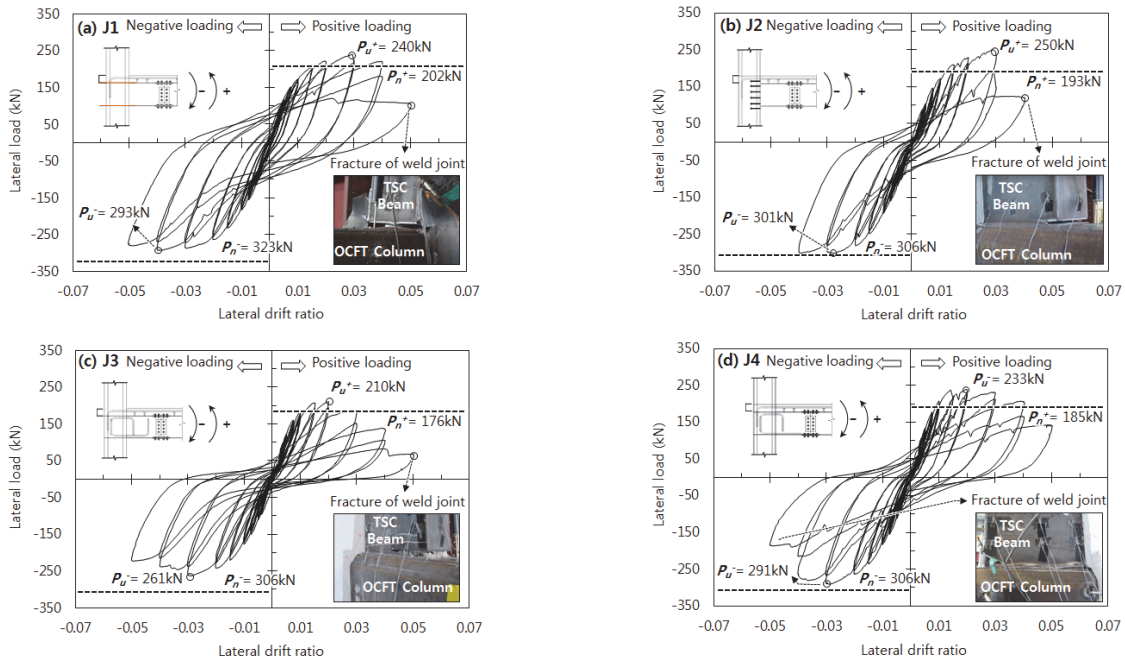 (a) J1
Negative loading
Positive loading
350
250
150
50
-50
-150
-250
-350
Lateral load (kN)
-
+
Pu+ = 240kN
Pn+ = 202kN
Fracture of weld joint
TSC
Beam
OCFT Column
Pu- = 293kN
Pn- = 323kN
-0.07 -0.05 -0.03 -0.01 0.01 0.03 0.05 0.07
Lateral drift ratio
(b) J2
Negative loading
Positive loading
350
250
150
50
-50
-150
-250
-350
Lateral load (kN)
-
+
Pu+ = 250kN
Pn+ = 193kN
Fracture of weld joint
TSC
Beam
OCFT Column
Pu- = 301kN
Pn- = 306kN
-0.07 -0.05 -0.03 -0.01 0.01 0.03 0.05 0.07
Lateral drift ratio
(c) J3
Negative loading
Positive loading
350
250
150
50
-50
-150
-250
-350
Lateral load (kN)
-
+
Pu+ = 210kN
Pn+ = 176kN
Fracture of weld joint
TSC
Beam
OCFT Column
Pu- = 261kN
Pn- = 306kN
-0.07 -0.05 -0.03 -0.01 0.01 0.03 0.05 0.07
Lateral drift ratio
(d) J4
Negative loading
Positive loading
350
250
150
50
-50
-150
-250
-350
Lateral load (kN)
-
+
Pu- = 233kN
Pn+ = 185kN
Fracture of weld joint
TSC
Beam
OCFT Column
Pu- = 291kN
Pn- = 306kN
-0.07 -0.05 -0.03 -0.01 0.01 0.03 0.05 0.07
Lateral drift ratio